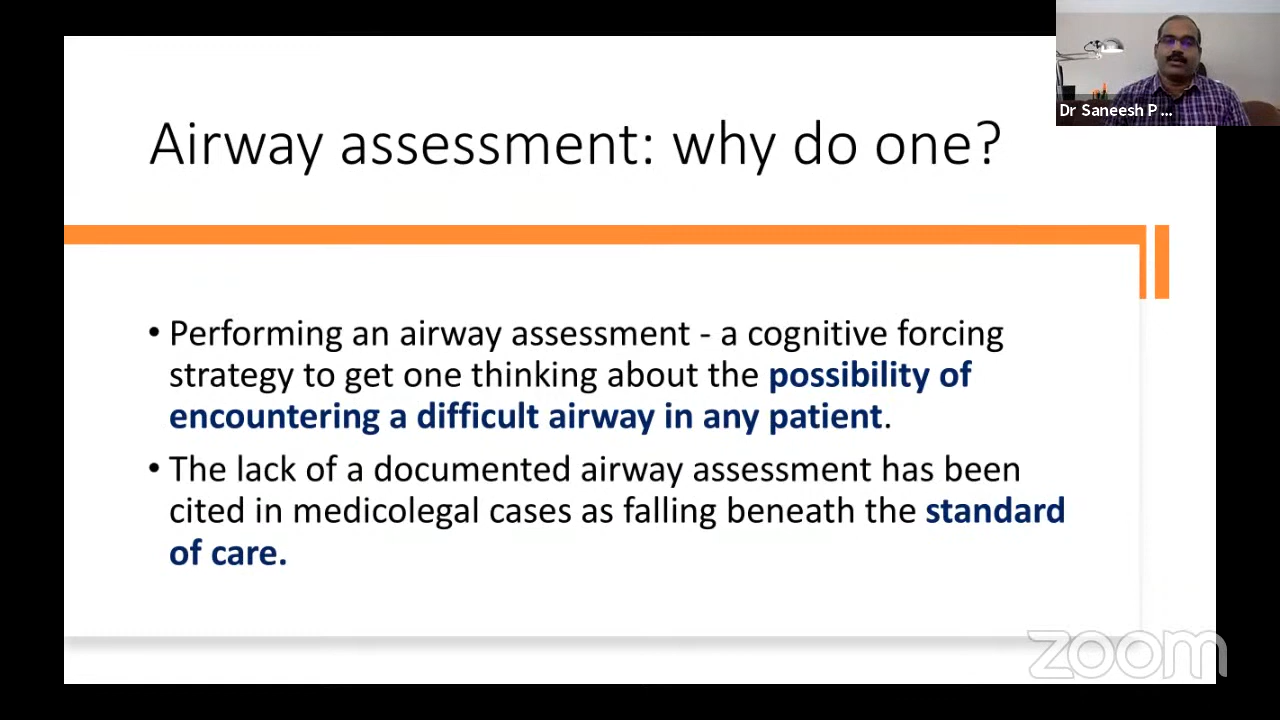 Dr Saneesh P ...
Airway assessment: why do one?
• Performing an airway assessment - a cognitive forcing
strategy to get one thinking about the possibility of
encountering a difficult airway in any patient.
• The lack of a documented airway assessment has been
cited in medicolegal cases as falling beneath the standard
of care.
zoom